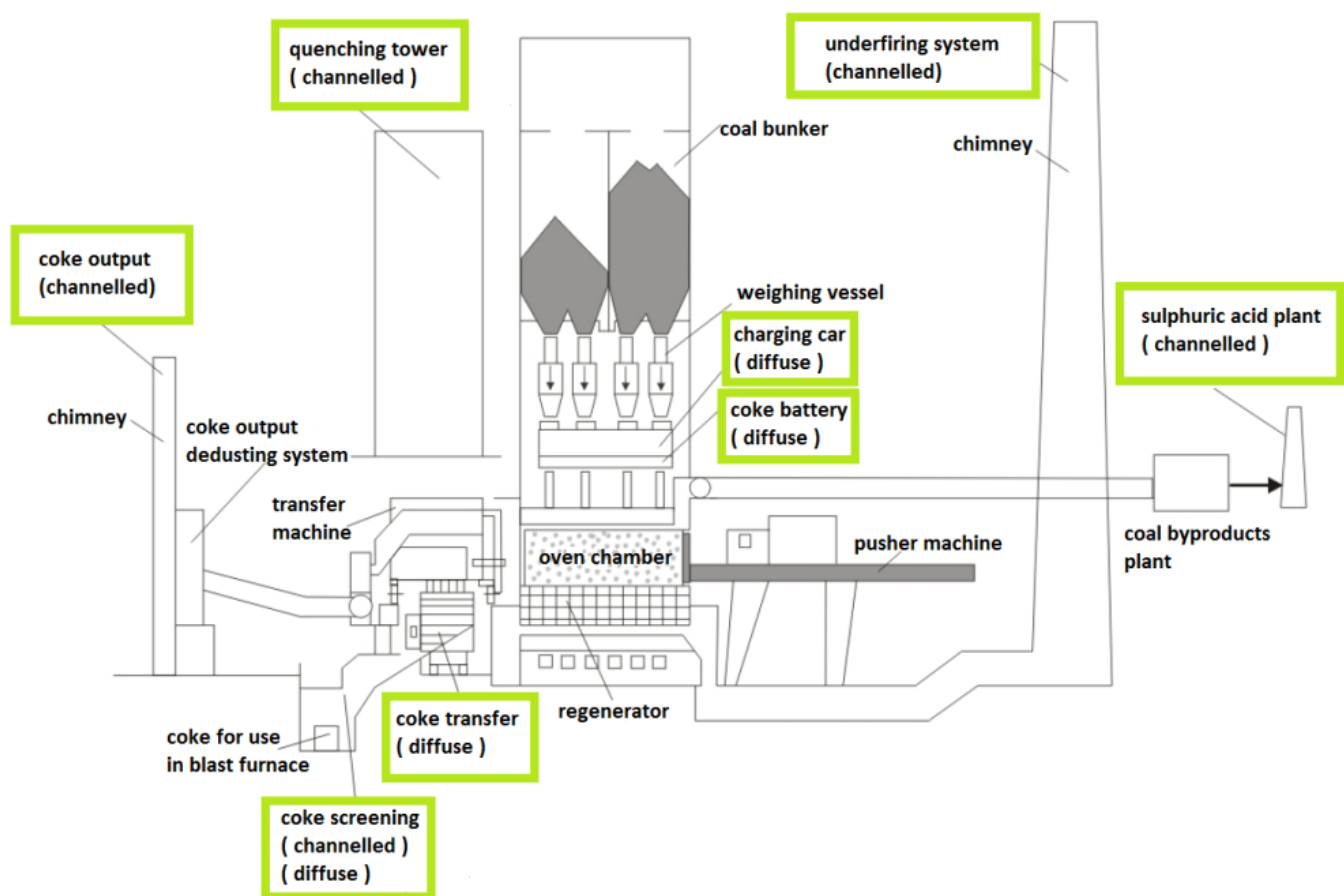 quenching tower
( channelled )
underfiring system
(channelled)
coal bunker
chimney
coke output
(channelled)
weighing vessel
charging car
( diffuse )
sulphuric acid plant
( channelled )
coke battery
( diffuse )
chimney
coke output
dedusting system
transfer
machine
oven chamber
pusher machine
coal byproducts
plant
regenerator
coke transfer
( diffuse )
coke for use
in blast furnace
coke screening
( channelled )
( diffuse )